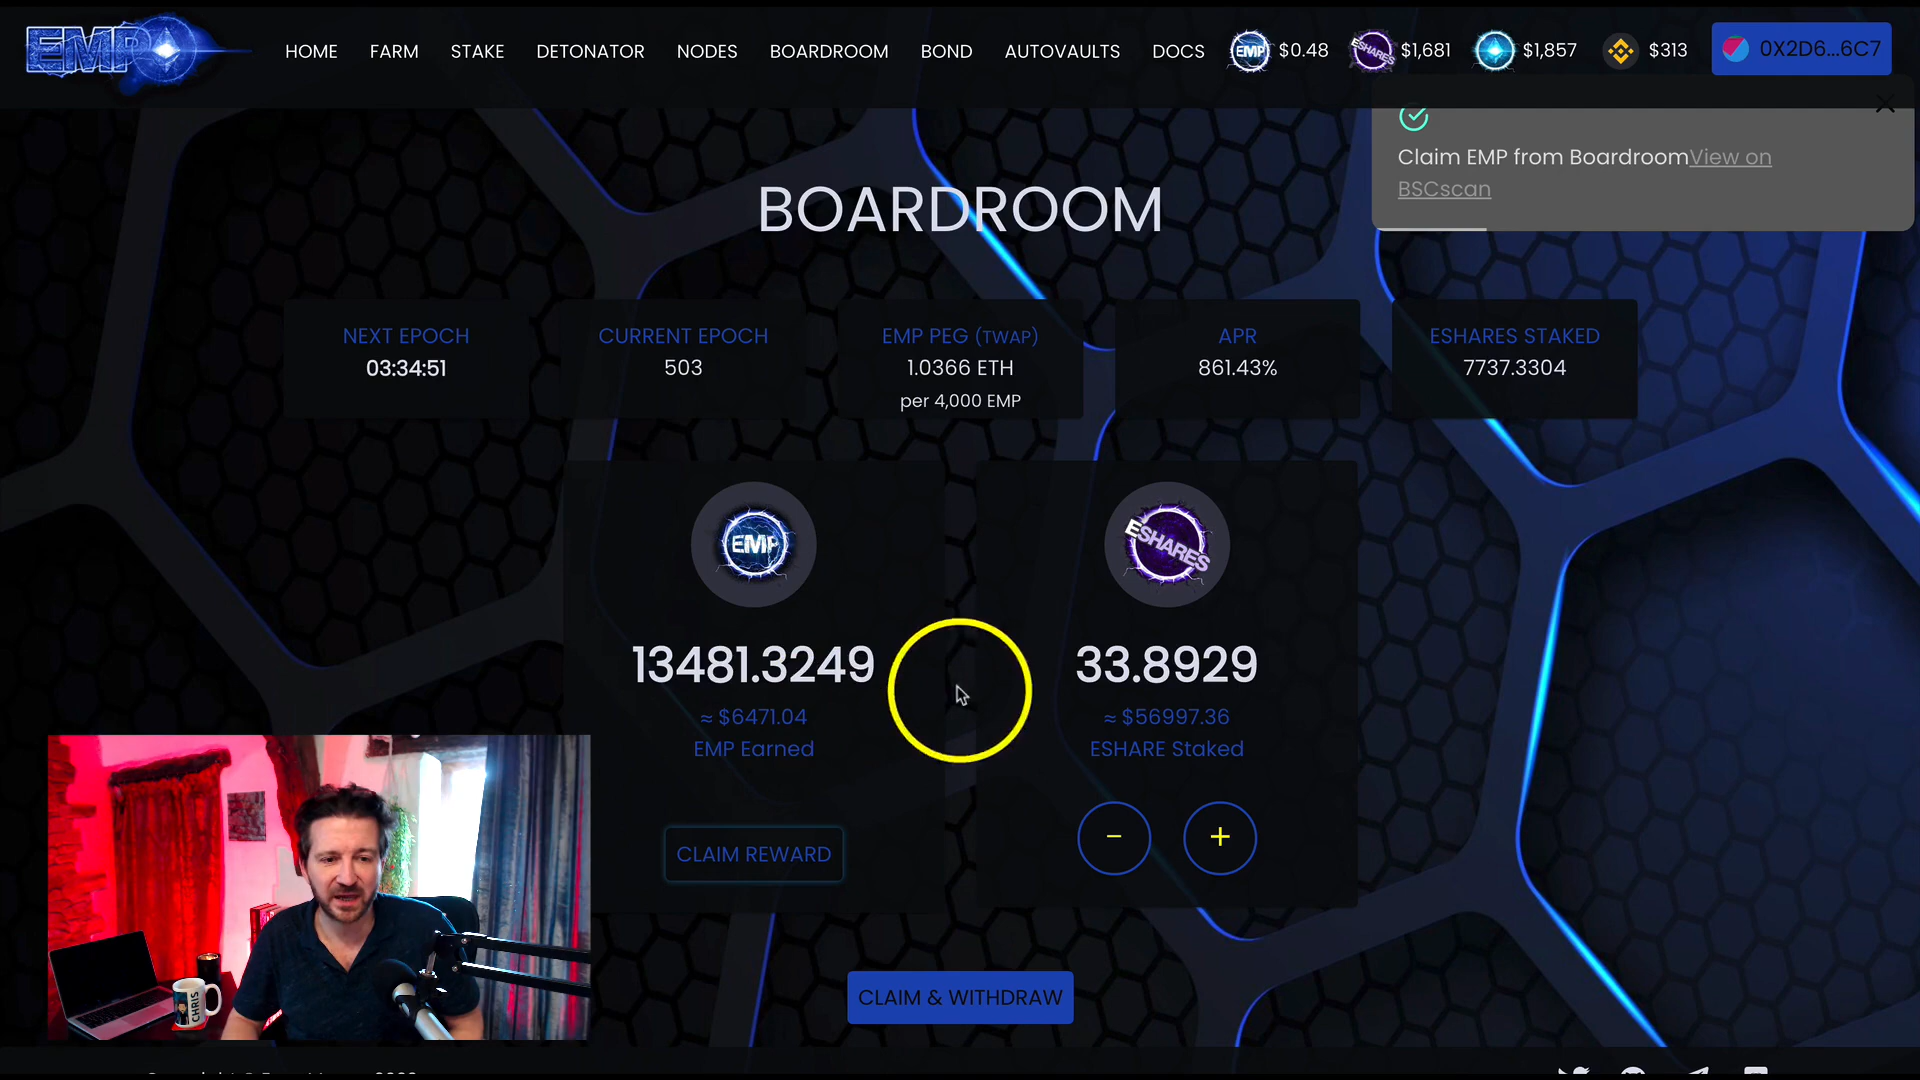 EMP
HOME FARM STAKE DETONATOR NODES BOARDROOM BOND AUTOVAULTS DOCS EMP $0.48 ESHARES $1,681 $1,857 $313 0X2D6...6C7
Claim EMP from BoardroomView on
BSCscan
BOARDROOM
NEXT EPOCH
03:34:51
CURRENT EPOCH
503
EMP PEG (TWAP)
1.0366 ETH
per 4,000 EMP
APR
861.43%
ESHARES STAKED
7737.3304
EMP
13481.3249
≈ $6471.04
EMP Earned
CLAIM REWARD
ESHARES
33.8929
≈ $56997.36
ESHARE Staked
−
+
CHRIS
CLAIM & WITHDRAW